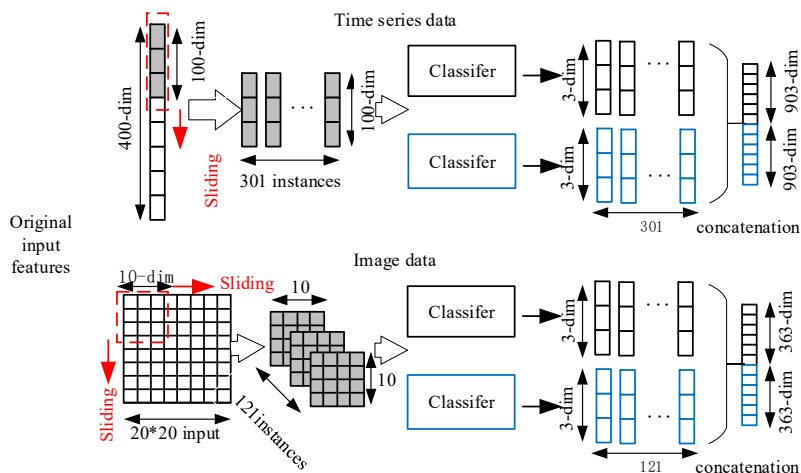 Time series data
400-dim
100-dim
Sliding
301 instances
100-dim
Classifer
Classifer
3-dim
3-dim
...
...
...
301
903-dim
903-dim
concatenation
Original
input
features
Image data
10-dim
Sliding
Sliding
20*20 input
10
10
121instances
Classifer
Classifer
3-dim
3-dim
...
...
121
363-dim
363-dim
concatenation